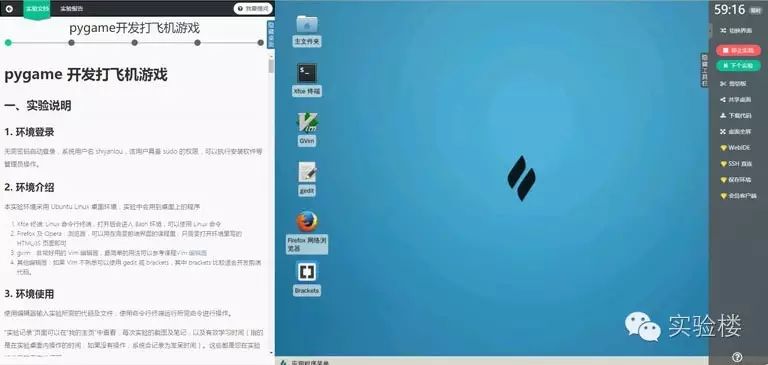 实验文档 实验报告 我要提问
pygame开发打飞机游戏
隐藏桌面
pygame 开发打飞机游戏
一、实验说明
1. 环境登录
无需密码自动登录，系统用户名 shiyanlou，该用户具备 sudo 的权限，可以执行安装软件等
管理员操作。
2. 环境介绍
本实验环境采用 Ubuntu Linux 桌面环境，实验中会用到桌面上的程序
1. Xfce 终端: Linux 命令行终端，打开后会进入 Bash 环境，可以使用 Linux 命令
2. Firefox 及 Opera：浏览器，可以用在需要前端界面的课程里，只需要打开环境里写的
HTML/JS 页面即可
3. gvim：非常好用的 Vim 编辑器，最简单的用法可以参考课程Vim 编辑器
4. 其他编辑器：如果 Vim 不熟悉可以使用 gedit 或 brackets，其中 brackets 比较适合开发前端
代码。
3. 环境使用
使用编辑器输入实验所需的代码及文件，使用命令行终端运行所需命令进行操作。
"实验记录"页面可以在"我的主页"中查看，每次实验的截图及笔记，以及有效学习时间（指的
是在实验桌面内操作的时间，如果没有操作，系统会记录为发呆时间）。这些都是您在实验
主文件夹
Xfce 终端
GVim
gedit
Firefox 网络浏
览器
Brackets
应用程序菜单
隐藏工具栏
59:16
切换界面
停止实验
下个实验
剪切板
共享桌面
下载代码
桌面全屏
WebIDE
SSH 直连
保存环境
会员客户端
实验楼